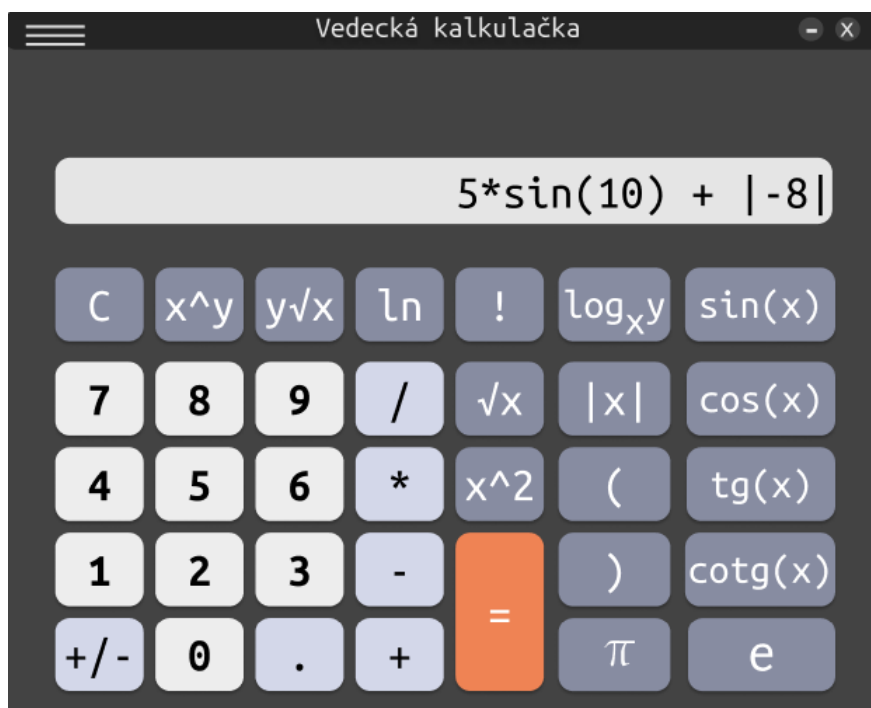 Vedecká kalkulačka - x
5*sin(10) + |-8|
C x^y y√x ln ! logₓy sin(x)
7 8 9 / √x |x| cos(x)
4 5 6 * x^2 ( tg(x)
1 2 3 - ) cotg(x)
=
+/- 0 . + π e